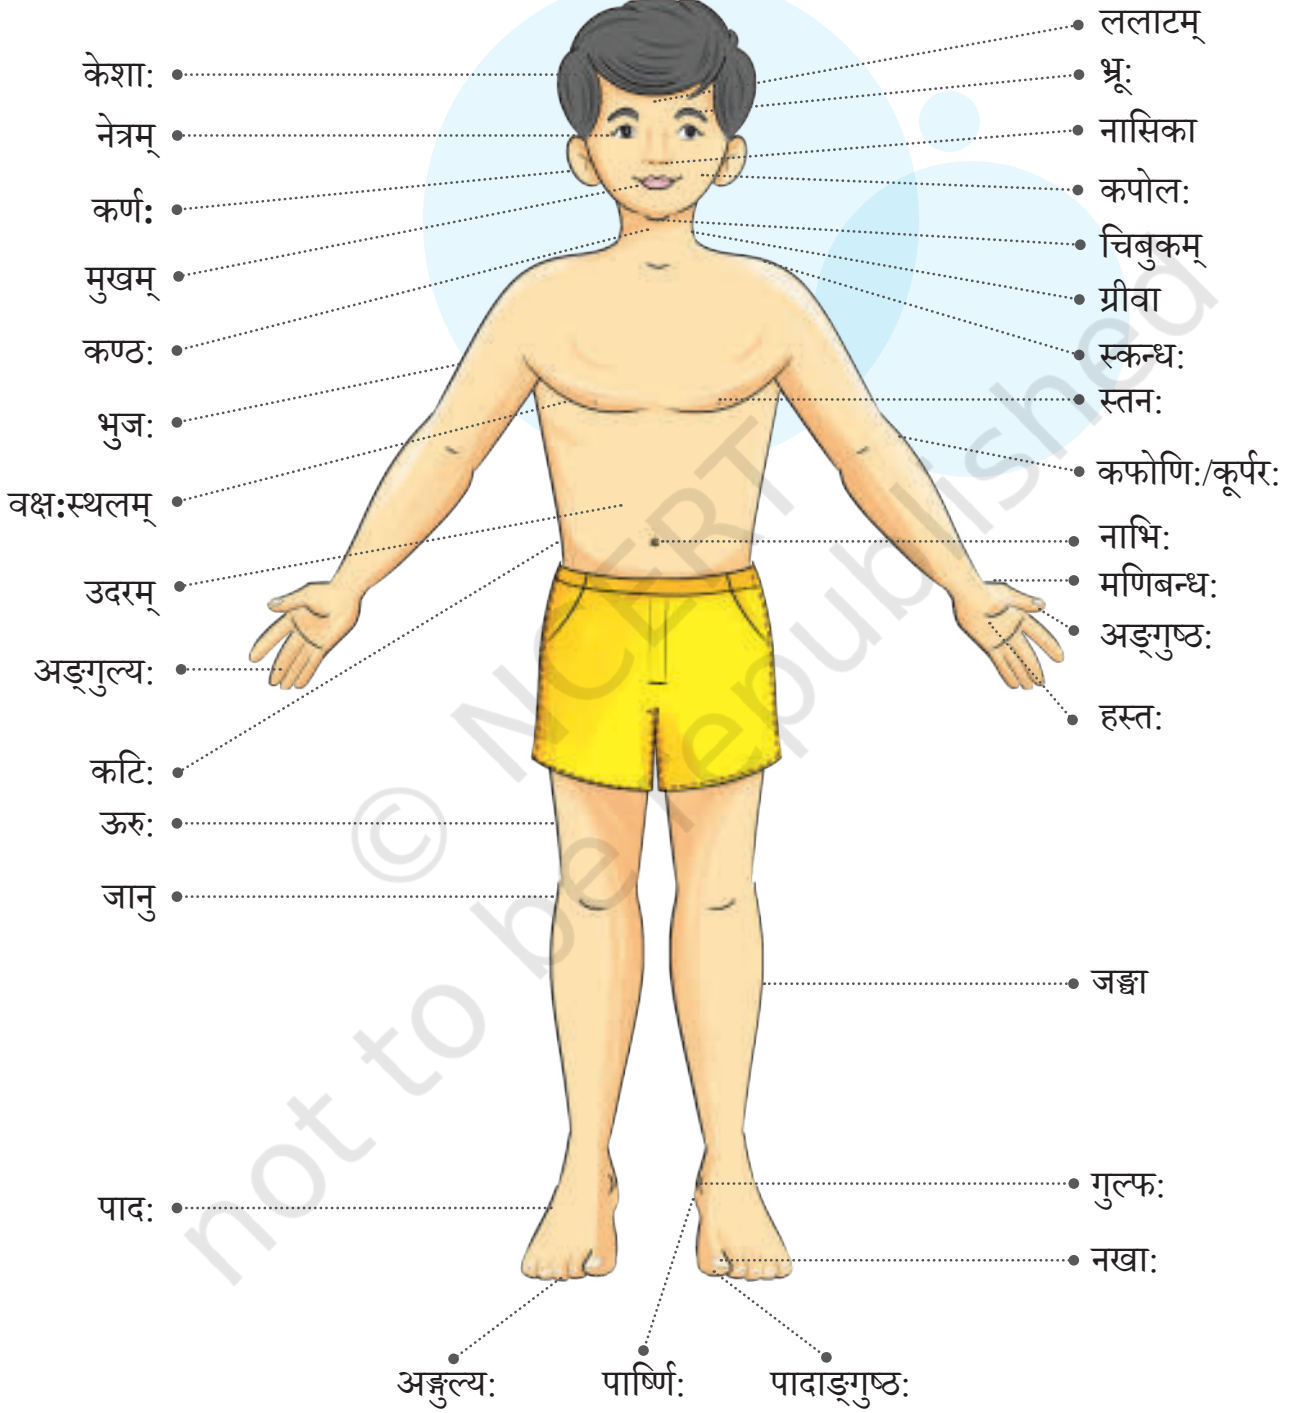 केशाः
नेत्रम्
कर्णः
मुखम्
कण्ठः
भुजः
वक्षःस्थलम्
उदरम्
अङ्गुल्यः
कटिः
ऊरुः
जानु
पादः
ललाटम्
भ्रूः
नासिका
कपोलः
चिबुकम्
ग्रीवा
स्कन्धः
स्तनः
कफोणिः/कूर्परः
नाभिः
मणिबन्धः
अङ्गुष्ठः
हस्तः
जङ्घा
गुल्फः
नखाः
अङ्गुल्यः
पार्ष्णिः
पादाङ्गुष्ठः
© NCERT
not to be republished